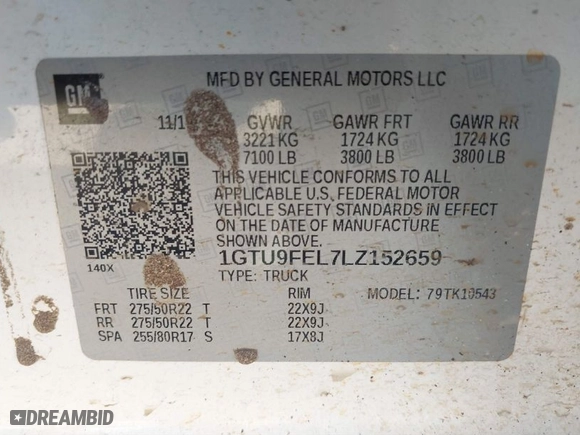 GM
MFD BY GENERAL MOTORS LLC
11/1 GVWR GAWR FRT GAWR RR
3221 KG 1724 KG 1724 KG
7100 LB 3800 LB 3800 LB
THIS VEHICLE CONFORMS TO ALL
APPLICABLE U.S. FEDERAL MOTOR
VEHICLE SAFETY STANDARDS IN EFFECT
ON THE DATE OF MANUFACTURE
SHOWN ABOVE.
140X 1GTU9FEL7LZ152659
TYPE: TRUCK
TIRE SIZE RIM MODEL: 79TK10543
FRT 275/50R22 T 22X9J
RR 275/50R22 T 22X9J
SPA 255/80R17 S 17X8J
DREAMBID